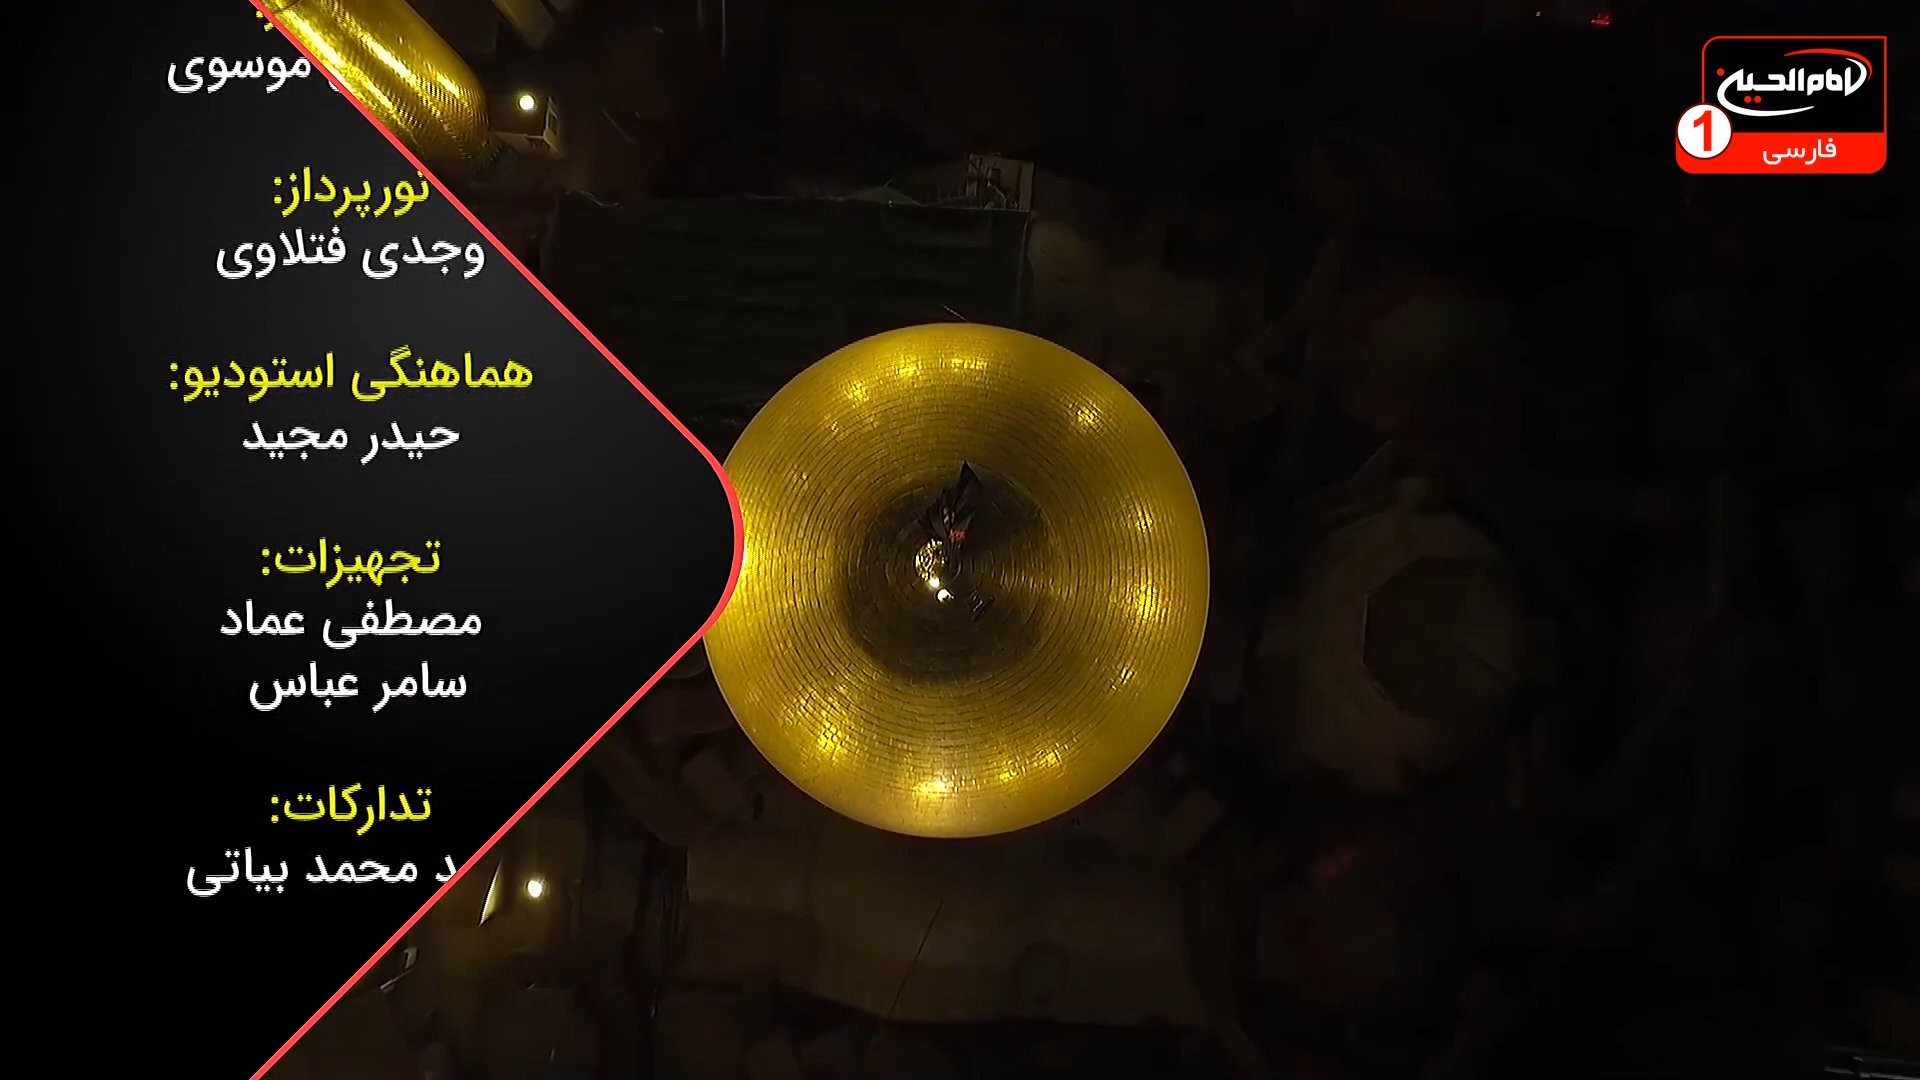 موسوی
نورپرداز:
وجدی فتلاوی
هماهنگی استودیو:
حیدر مجید
تجهیزات:
مصطفی عماد
سامر عباس
تدارکات:
محمد بیاتی
امام الحسین
1
فارسی